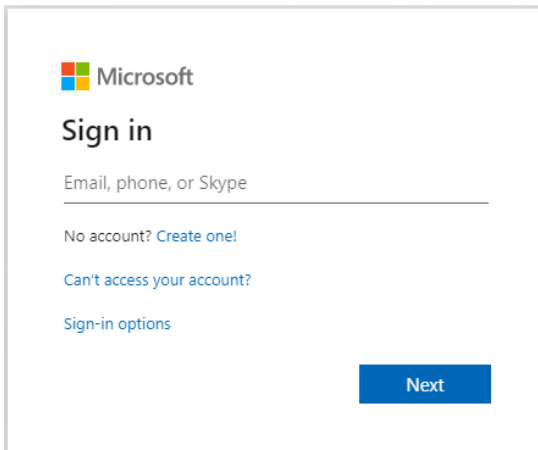 Microsoft
Sign in
Email, phone, or Skype
No account? Create one!
Can't access your account?
Sign-in options
Next